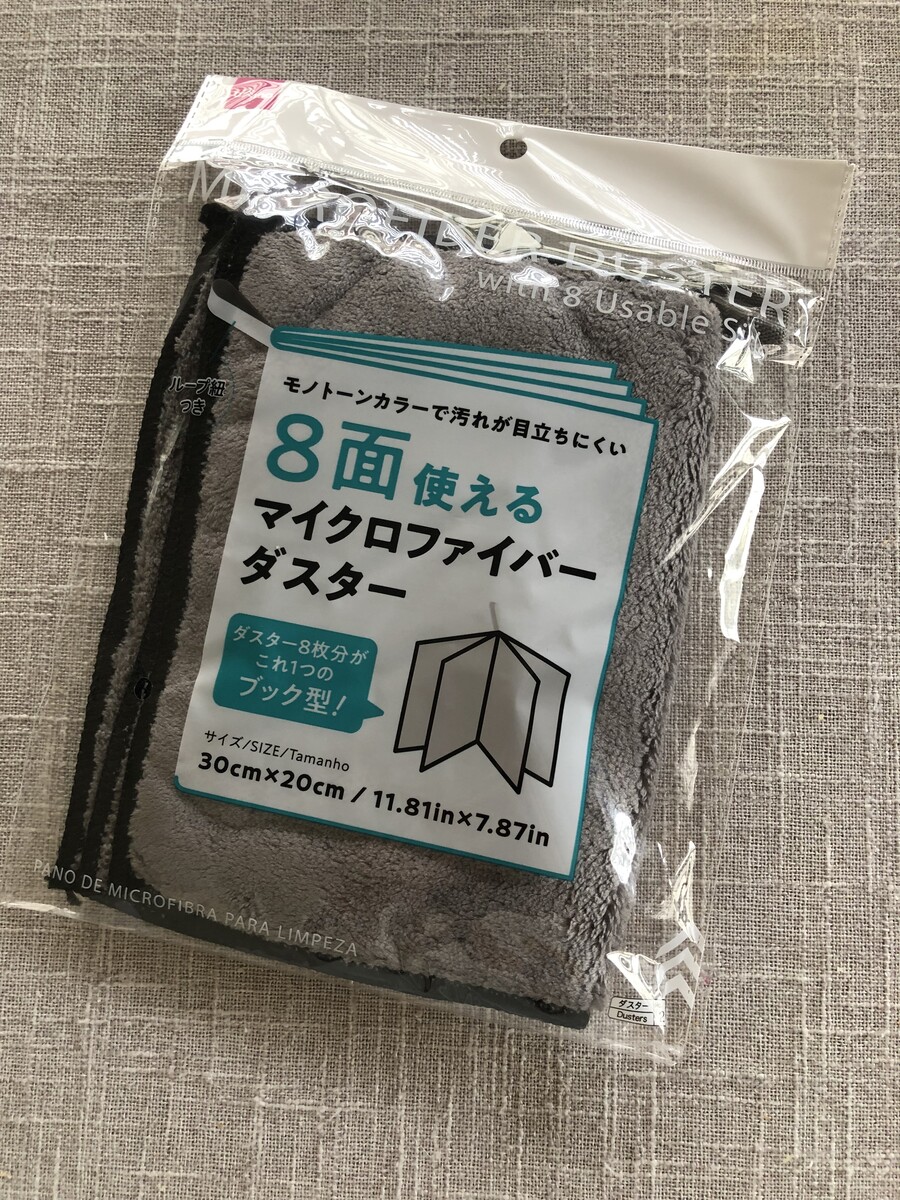 DUSTER
with 8 Usable
ループ紐
つき
モノトーンカラーで汚れが目立ちにくい
8面使える
マイクロファイバー
ダスター
ダスター8枚分が
これ1つの
ブック型!
サイズ/SIZE/Tamanho
30cm×20cm / 11.81in×7.87in
PANO DE MICROFIBRA PARA LIMPEZA
ダスター
Dusters